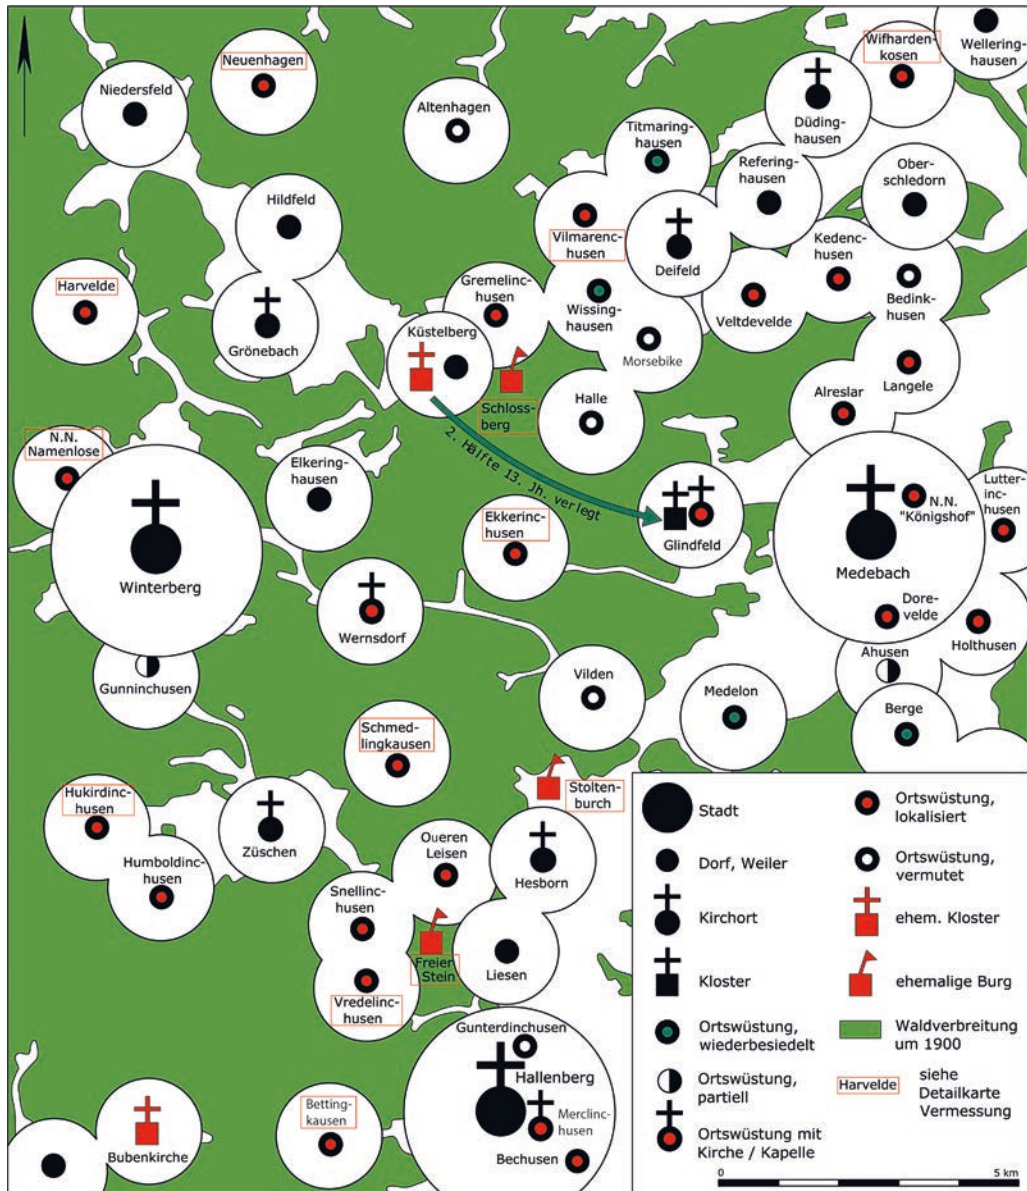 Neuenhagen
Niedersfeld
Altenhagen
Wifharden-
kosen
Wellering-
hausen
Düding-
hausen
Titmaring-
hausen
Refering-
hausen
Ober-
schledorn
Hildfeld
Vilmarenc-
husen
Deifeld
Kedenc-
husen
Harvelde
Gremelinc-
husen
Wissing-
hausen
Veltdevelde
Bedink-
husen
Grönebach
Küstelberg
Morsebike
Schloss-
berg
Halle
Alreslar
Langele
2. Hälfte 13. Jh. verlegt
N.N.
Namenlose
Elkering-
hausen
Ekkerinc-
husen
Glindfeld
N.N.
"Königshof"
Lutter-
inc-
husen
Winterberg
Medebach
Wernsdorf
Dore-
velde
Holthusen
Gunninchusen
Vilden
Medelon
Ahusen
Berge
Schmed-
lingkausen
Stolten-
burch
Hukirdinc-
husen
Züschen
Oueren
Leisen
Hesborn
Humboldinc-
husen
Snellinc-
husen
Freier
Stein
Liesen
Vredelinc-
husen
Gunterdinchusen
Hallenberg
Merclinc-
husen
Bechusen
Betting-
kausen
Bubenkirche
Stadt
Dorf, Weiler
Kirchort
Kloster
Ortswüstung,
wiederbesiedelt
Ortswüstung,
partiell
Ortswüstung mit
Kirche / Kapelle
Ortswüstung,
lokalisiert
Ortswüstung,
vermutet
ehem. Kloster
ehemalige Burg
Waldverbreitung
um 1900
Harvelde
siehe
Detailkarte
Vermessung
0
5 km